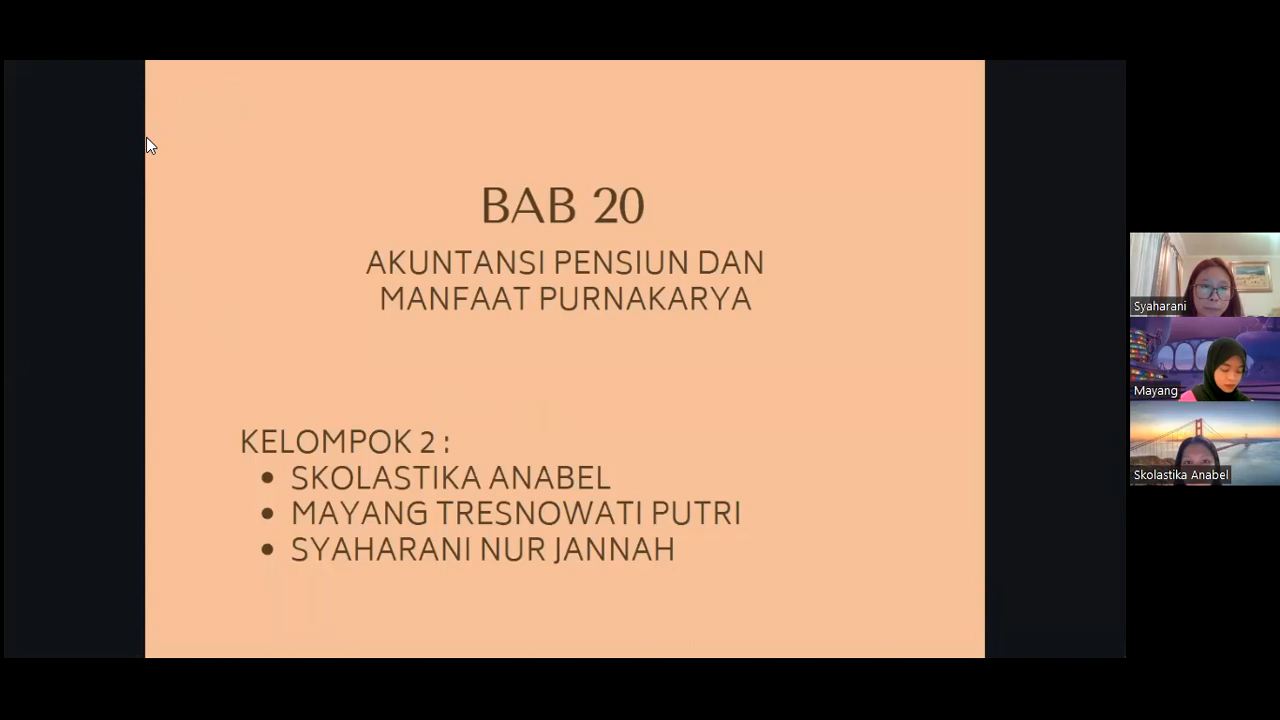 BAB 20
AKUNTANSI PENSIUN DAN
MANFAAT PURNAKARYA
KELOMPOK 2 :
• SKOLASTIKA ANABEL
• MAYANG TRESNOWATI PUTRI
• SYAHARANI NUR JANNAH
Syaharani
Mayang
Skolastika Anabel